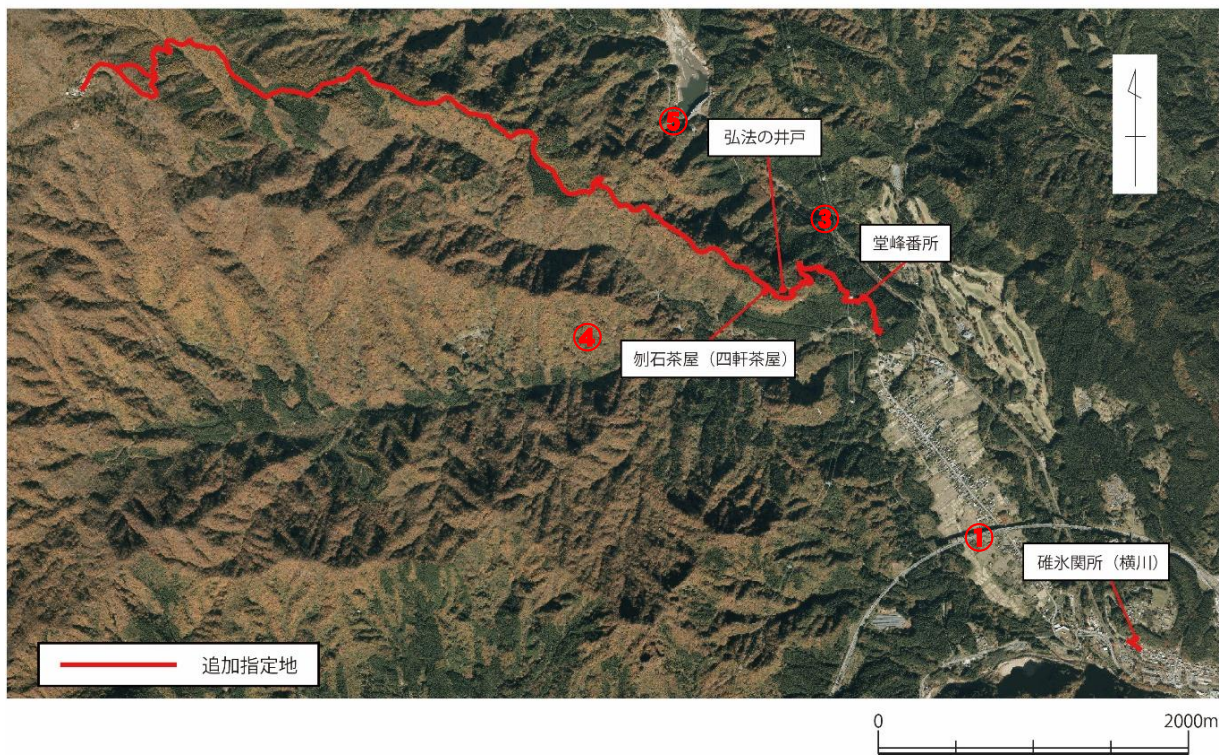 ⑤
弘法の井戸
③
堂峰番所
④
刎石茶屋（四軒茶屋）
①
碓氷関所（横川）
追加指定地
0
2000m